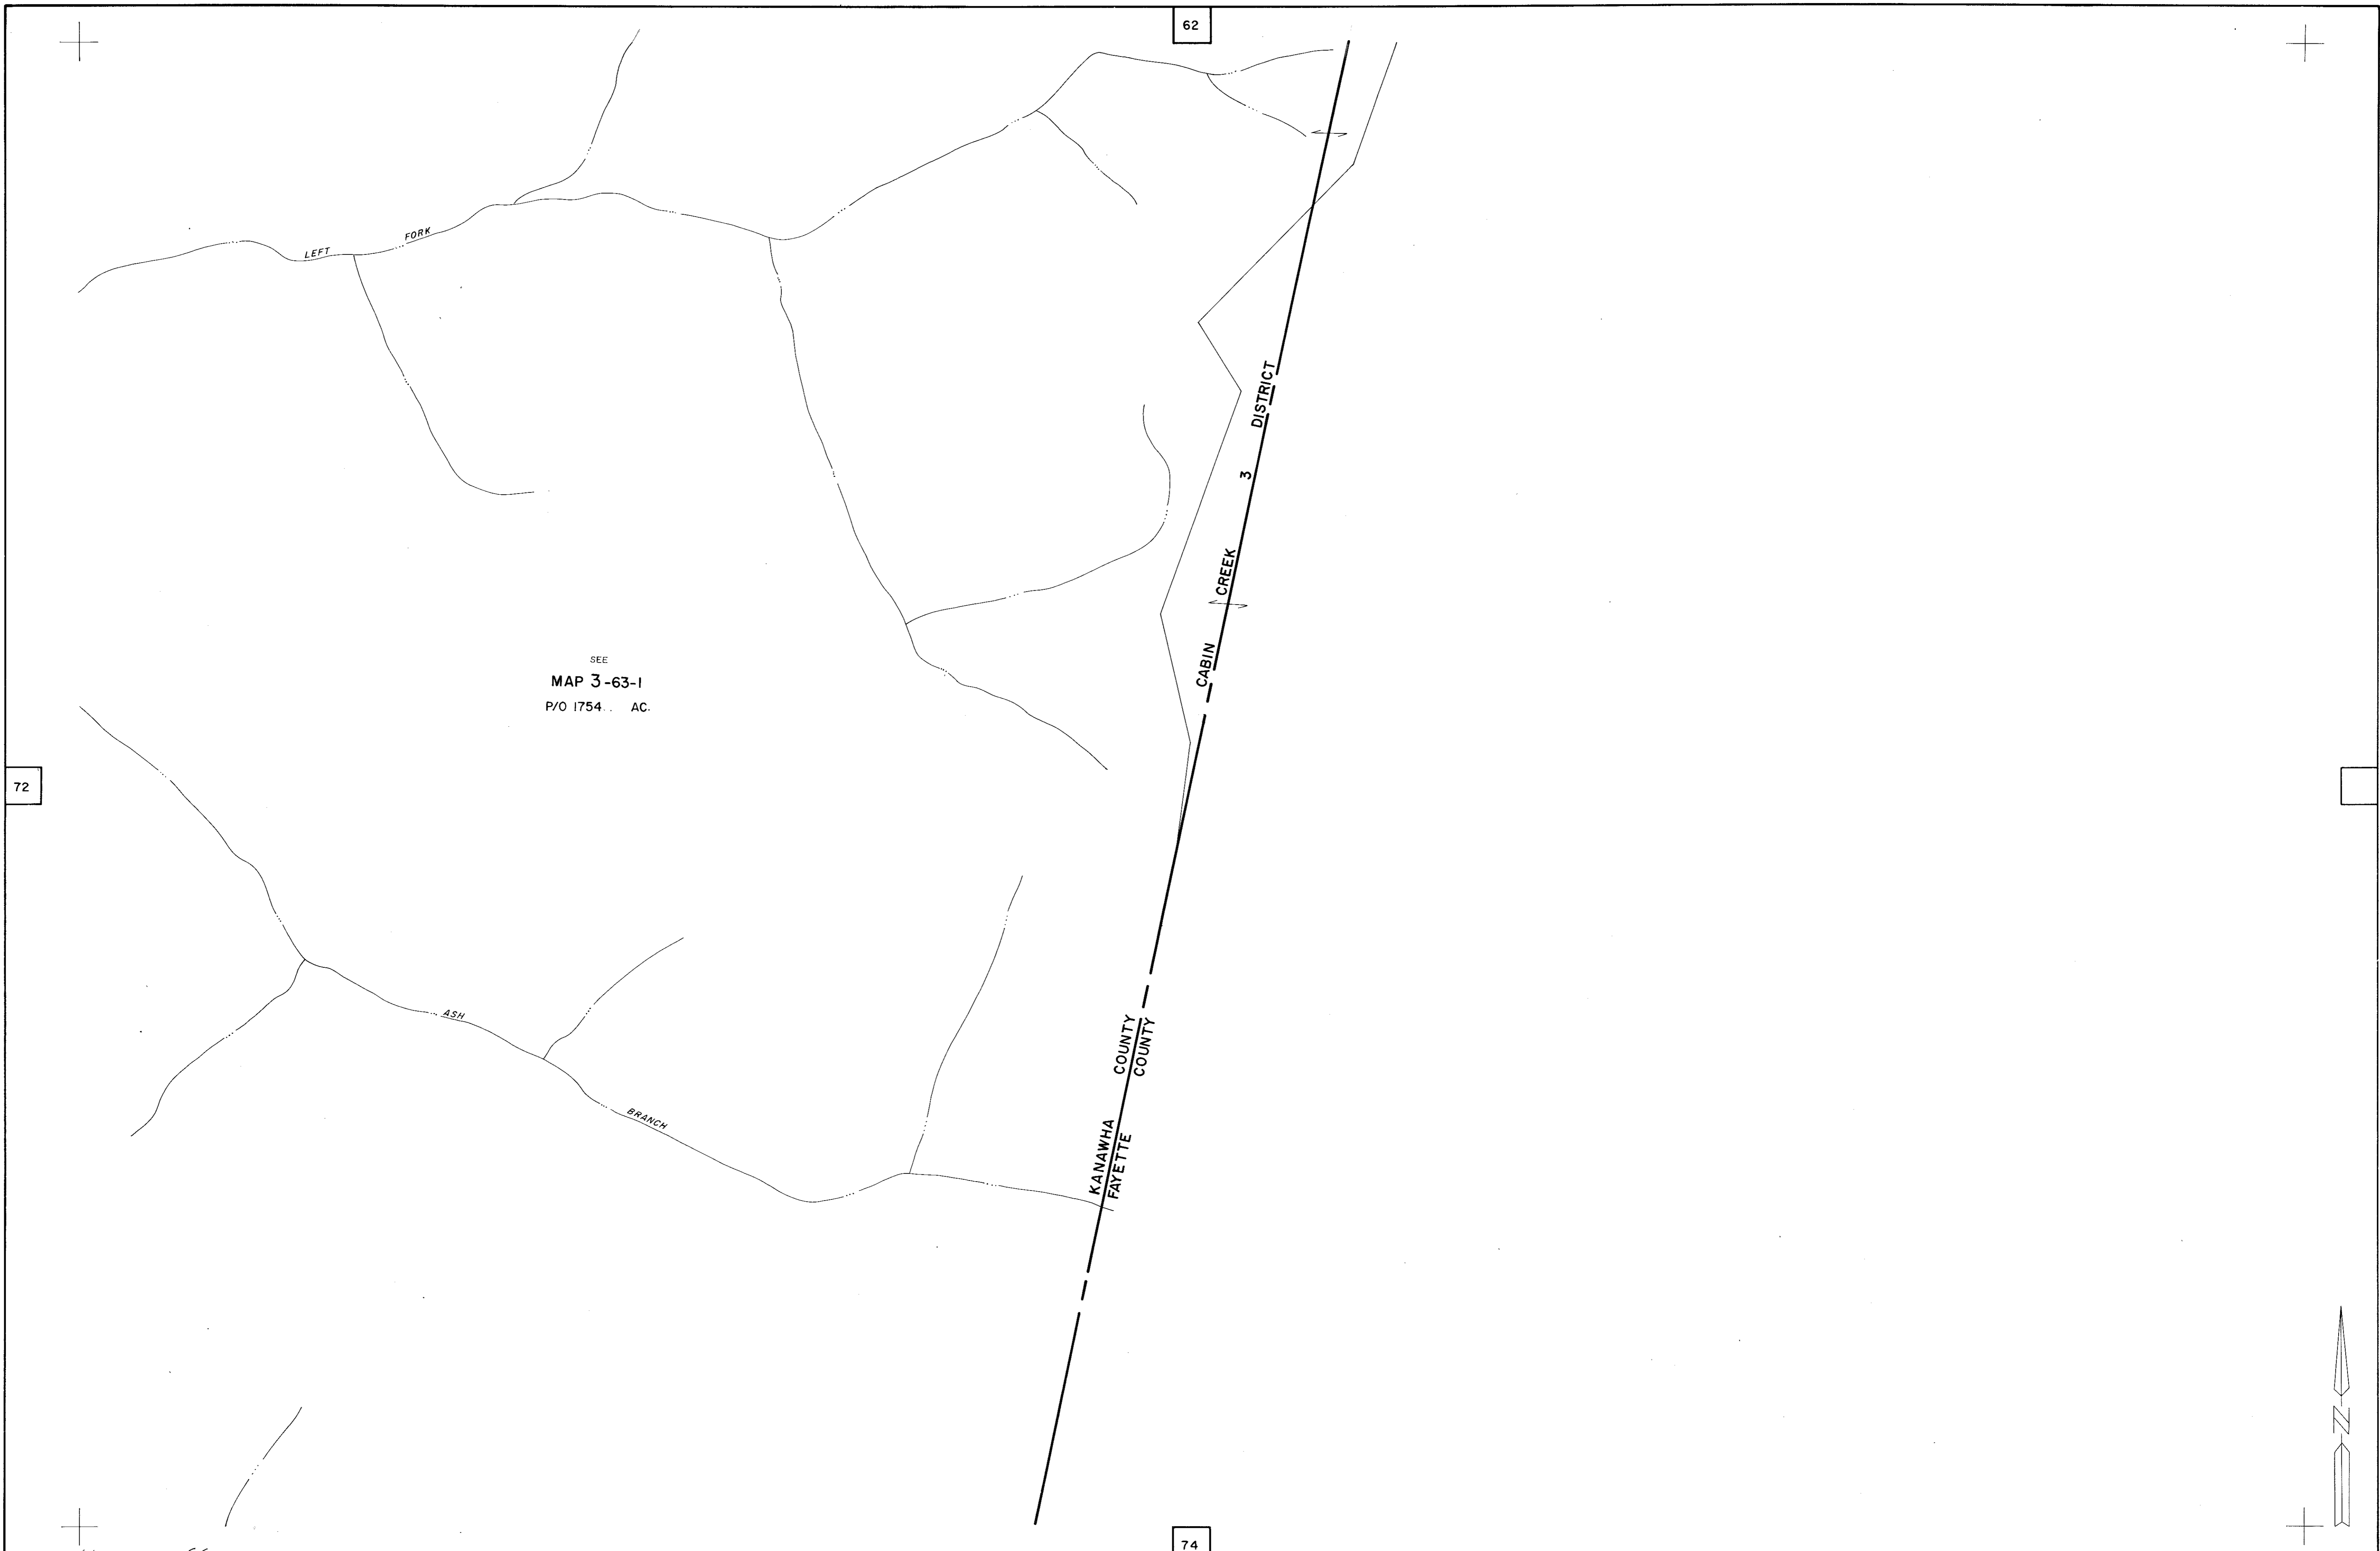 62
LEFT FORK
DISTRICT
3
CREEK
CABIN
SEE
MAP 3-63-1
P/O 1754.. AC.
72
ASH BRANCH
KANAWHA COUNTY
FAYETTE COUNTY
N
74